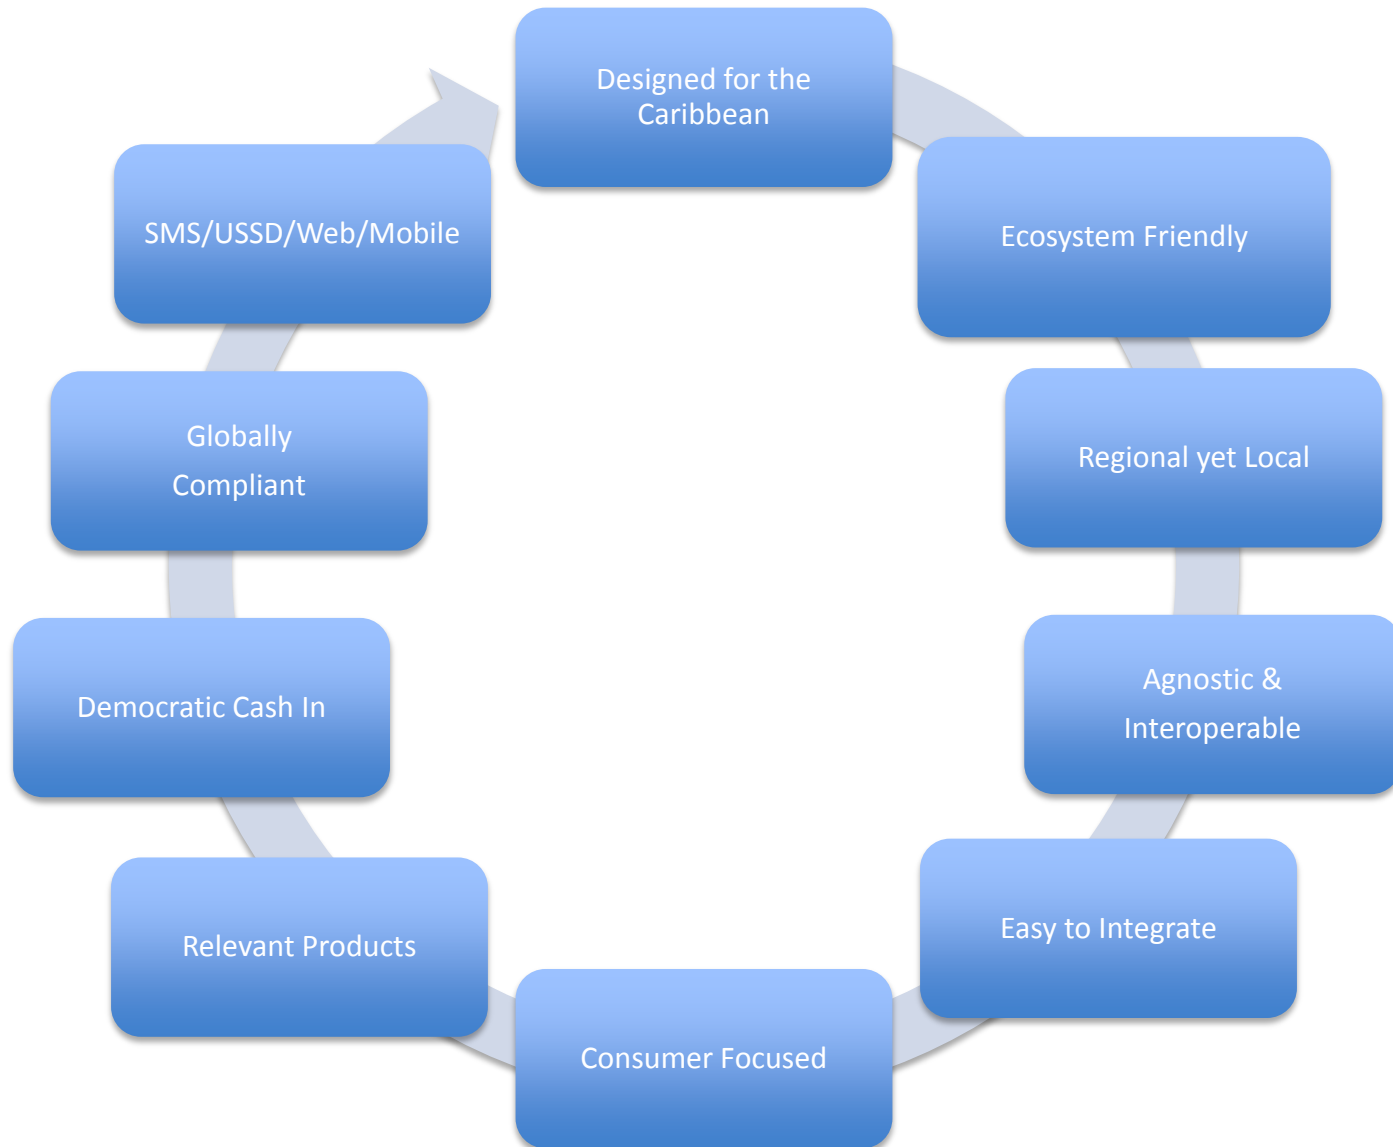 Designed for the
Caribbean
Ecosystem Friendly
Regional yet Local
Agnostic &
Interoperable
Easy to Integrate
Consumer Focused
Relevant Products
Democratic Cash In
Globally
Compliant
SMS/USSD/Web/Mobile